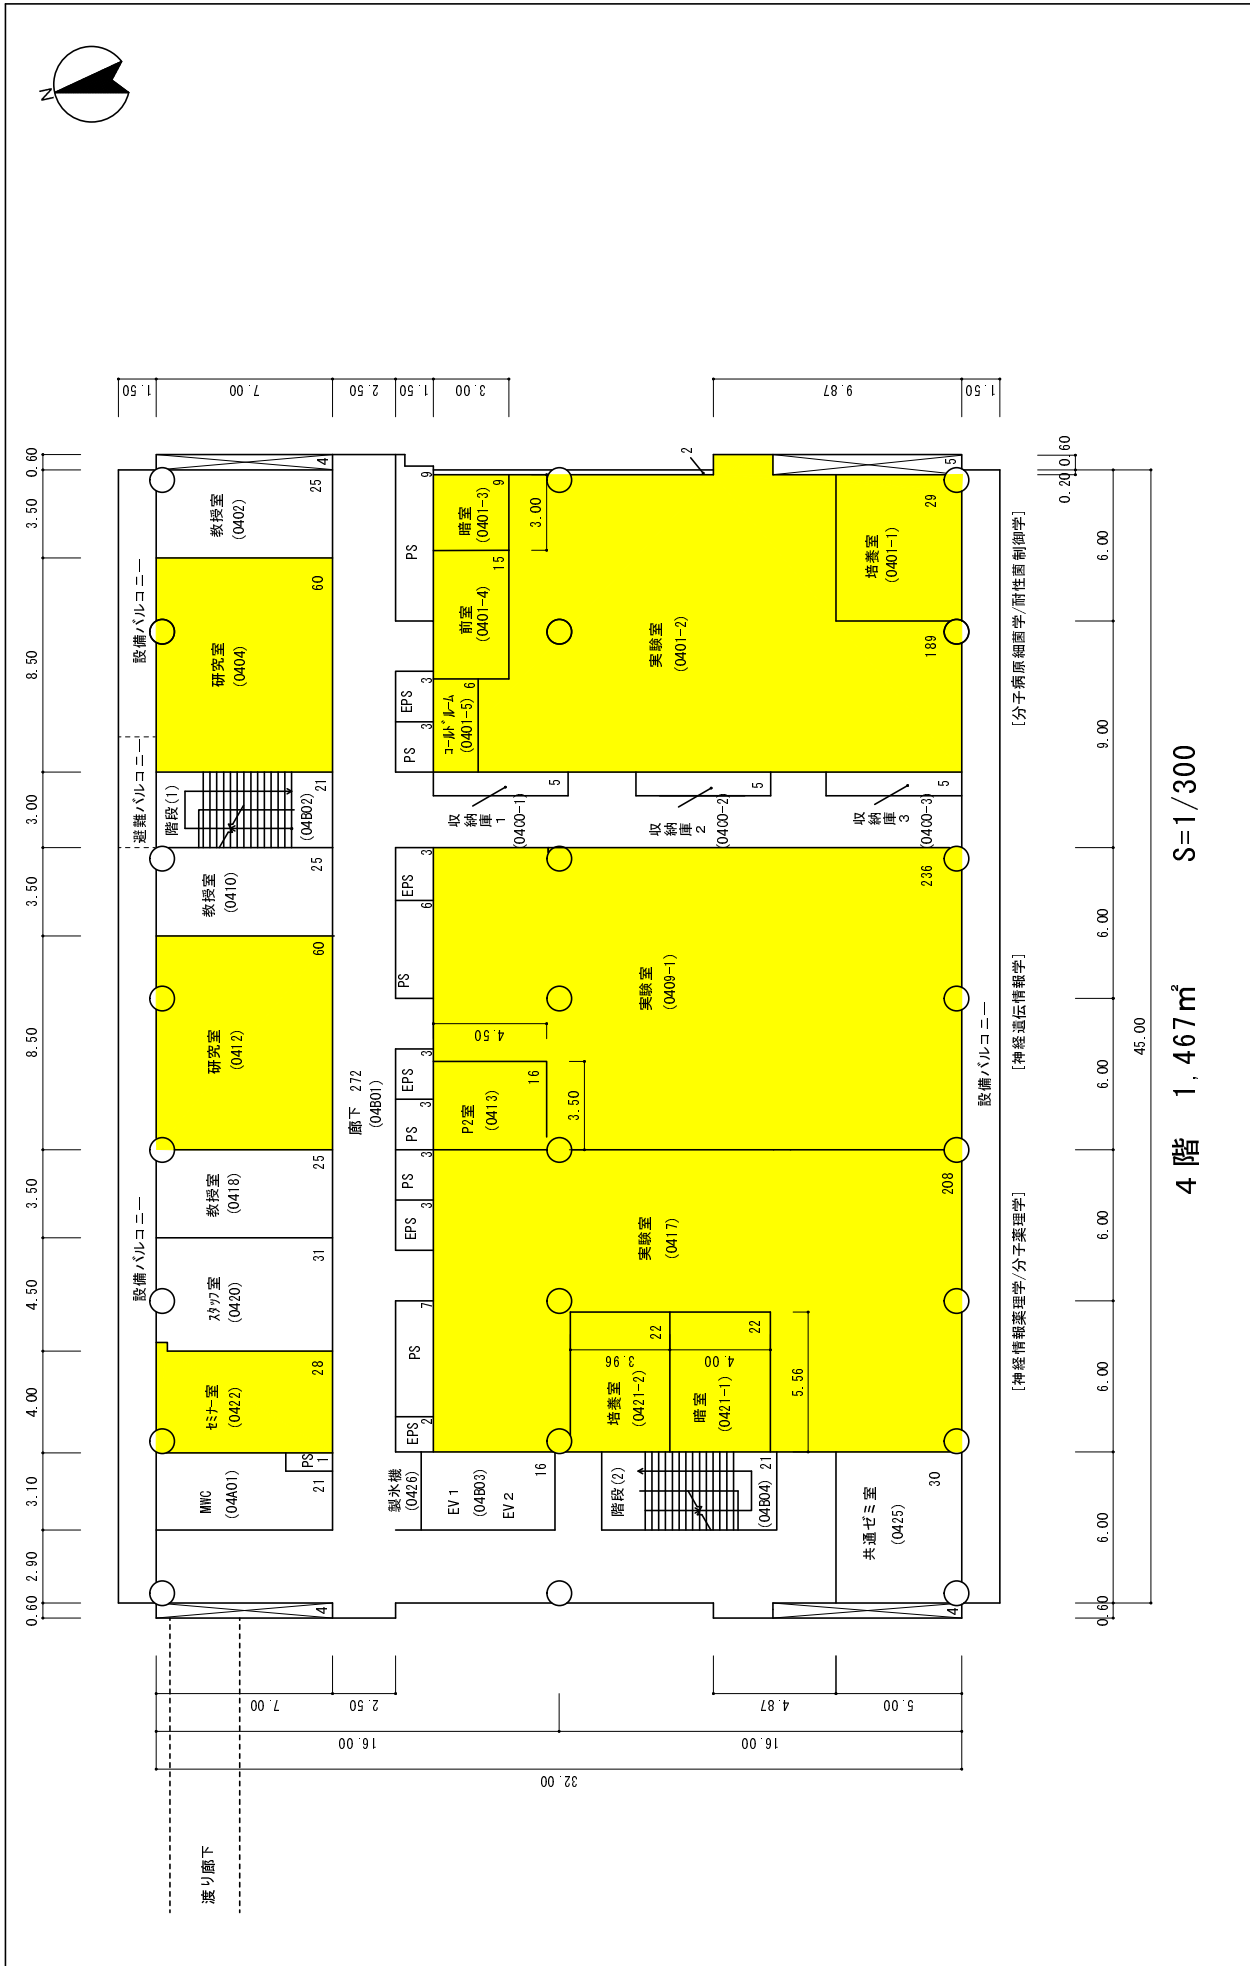 N
渡り廊下
0.60
2.90
3.10
4.00
4.50
3.50
8.50
3.50
3.00
8.50
3.50
0.60
設備バルコニー
避難バルコニー
設備バルコニー
1.50
7.00
2.50
1.50
3.00
9.87
1.50
4
MWC
(04A01)
21
PS
1
セミナー室
(0422)
28
スタッフ室
(0420)
31
教授室
(0418)
25
研究室
(0412)
60
教授室
(0410)
25
階段(1)
(04B02)
21
研究室
(0404)
60
教授室
(0402)
25
4
廊下 272
(04B01)
製氷機
(0426)
EPS
2
PS
7
EPS
3
PS
3
PS
3
EPS
3
PS
6
EPS
3
PS
3
EPS
3
PS
9
EV 1
(04B03)
EV 2
16
階段(2)
(04B04)
21
共通ゼミ室
(0425)
30
4
培養室
(0421-2)
22
3.96
暗室
(0421-1)
22
4.00
5.56
実験室
(0417)
208
P2室
(0413)
16
4.50
3.50
実験室
(0409-1)
236
収納庫1
(0400-1)
5
収納庫2
(0400-2)
5
収納庫3
(0400-3)
5
コールドルーム
(0401-5)
6
前室
(0401-4)
15
暗室
(0401-3)
9
3.00
実験室
(0401-2)
189
培養室
(0401-1)
29
2
5
設備バルコニー
[神経情報薬理学/分子薬理学]
[神経遺伝情報学]
[分子病原細菌学/耐性菌制御学]
0.60
6.00
6.00
6.00
6.00
6.00
6.00
9.00
6.00
0.20
0.60
45.00
7.00
2.50
4.87
5.00
16.00
16.00
32.00
4階 1,467㎡ S=1/300